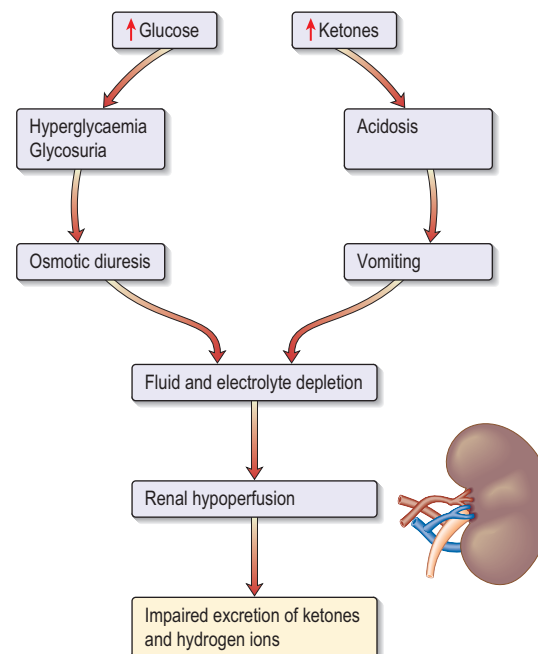 ↑Glucose
↑Ketones
Hyperglycaemia
Glycosuria
Acidosis
Osmotic diuresis
Vomiting
Fluid and electrolyte depletion
Renal hypoperfusion
Impaired excretion of ketones
and hydrogen ions